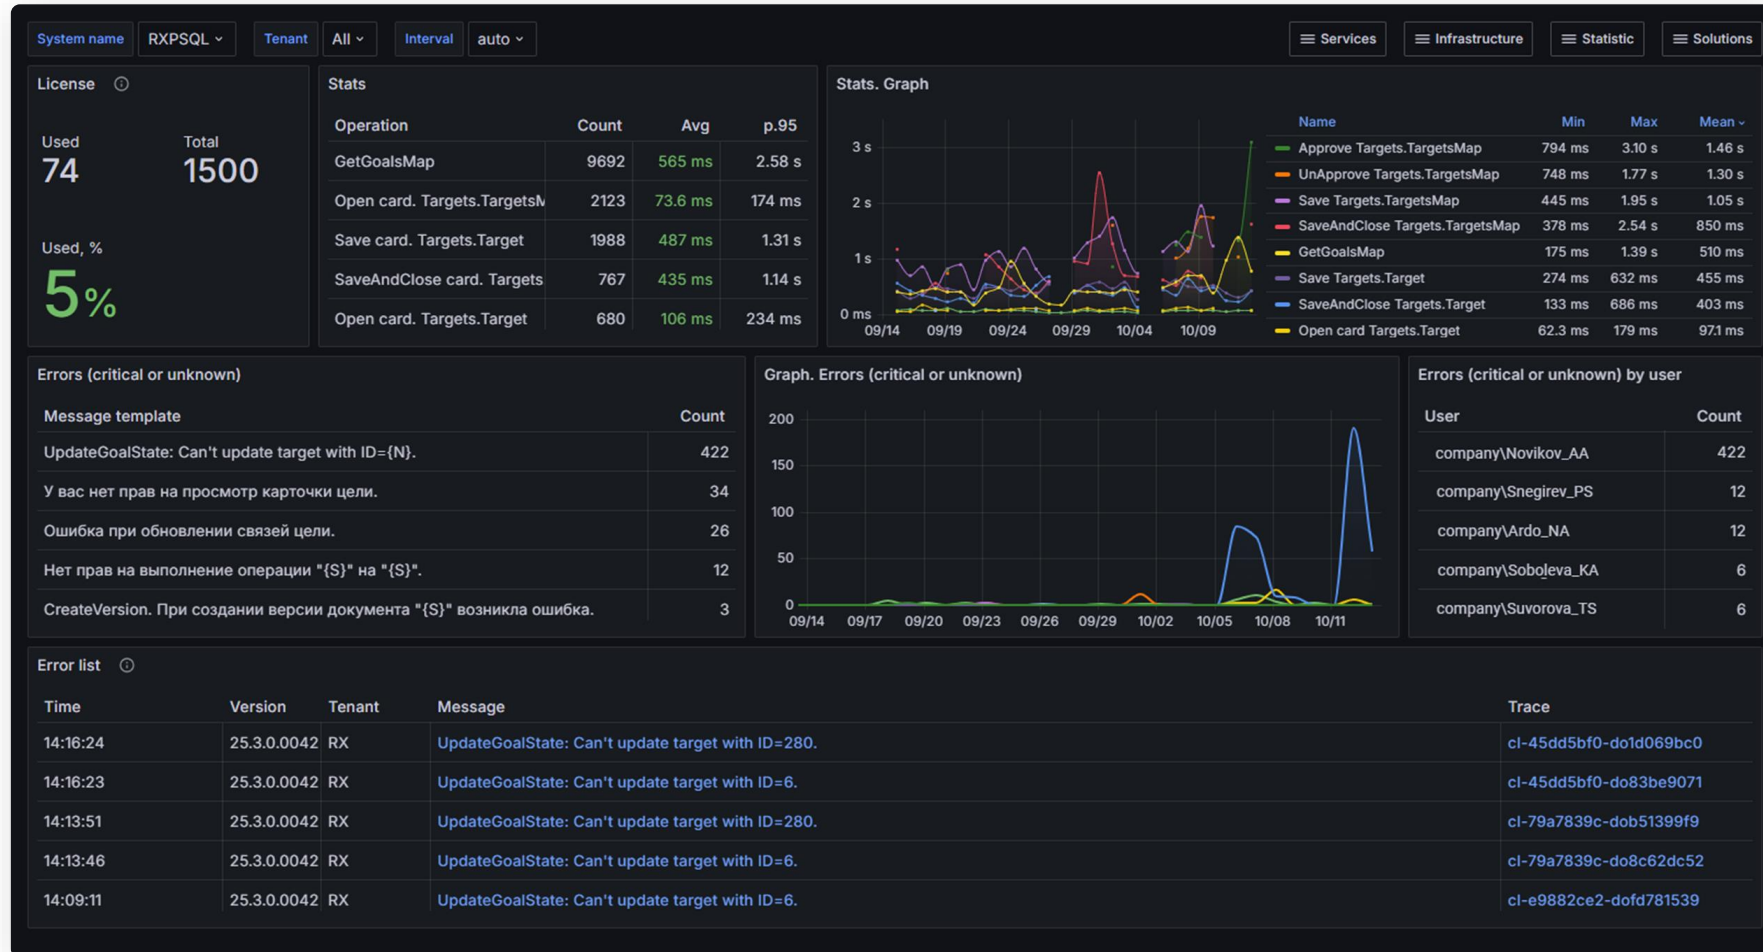 System name RXPSQL Tenant All Interval auto Services Infrastructure Statistic Solutions
License
Used Total
74 1500
Used, %
5%
Stats
Operation Count Avg p.95
GetGoalsMap 9692 565 ms 2.58 s
Open card. Targets.TargetsM 2123 73.6 ms 174 ms
Save card. Targets.Target 1988 487 ms 1.31 s
SaveAndClose card. Targets 767 435 ms 1.14 s
Open card. Targets.Target 680 106 ms 234 ms
Stats. Graph
3 s
2 s
1 s
0 ms
09/14 09/19 09/24 09/29 10/04 10/09
Name Min Max Mean
Approve Targets.TargetsMap 794 ms 3.10 s 1.46 s
UnApprove Targets.TargetsMap 748 ms 1.77 s 1.30 s
Save Targets.TargetsMap 445 ms 1.95 s 1.05 s
SaveAndClose Targets.TargetsMap 378 ms 2.54 s 850 ms
GetGoalsMap 175 ms 1.39 s 510 ms
Save Targets.Target 274 ms 632 ms 455 ms
SaveAndClose Targets.Target 133 ms 686 ms 403 ms
Open card Targets.Target 62.3 ms 179 ms 97.1 ms
Errors (critical or unknown)
Message template Count
UpdateGoalState: Can't update target with ID={N}. 422
У вас нет прав на просмотр карточки цели. 34
Ошибка при обновлении связей цели. 26
Нет прав на выполнение операции "{S}" на "{S}". 12
CreateVersion. При создании версии документа "{S}" возникла ошибка. 3
Graph. Errors (critical or unknown)
200
150
100
50
0
09/14 09/17 09/20 09/23 09/26 09/29 10/02 10/05 10/08 10/11
Errors (critical or unknown) by user
User Count
company\Novikov_AA 422
company\Snegirev_PS 12
company\Ardo_NA 12
company\Soboleva_KA 6
company\Suvorova_TS 6
Error list
Time Version Tenant Message Trace
14:16:24 25.3.0.0042 RX UpdateGoalState: Can't update target with ID=280. cl-45dd5bf0-do1d069bc0
14:16:23 25.3.0.0042 RX UpdateGoalState: Can't update target with ID=6. cl-45dd5bf0-do83be9071
14:13:51 25.3.0.0042 RX UpdateGoalState: Can't update target with ID=280. cl-79a7839c-dob51399f9
14:13:46 25.3.0.0042 RX UpdateGoalState: Can't update target with ID=6. cl-79a7839c-do8c62dc52
14:09:11 25.3.0.0042 RX UpdateGoalState: Can't update target with ID=6. cl-e9882ce2-dofd781539